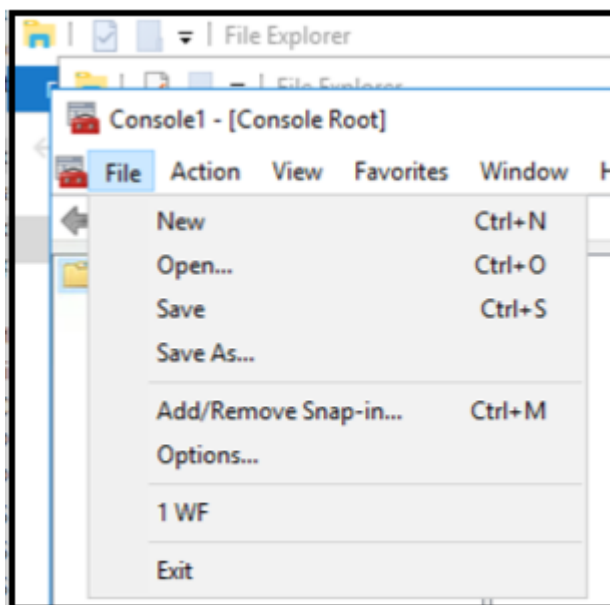 File Explorer
File Explorer
Console1 - [Console Root]
File Action View Favorites Window
New Ctrl+N
Open... Ctrl+O
Save Ctrl+S
Save As...
Add/Remove Snap-in... Ctrl+M
Options...
1 WF
Exit